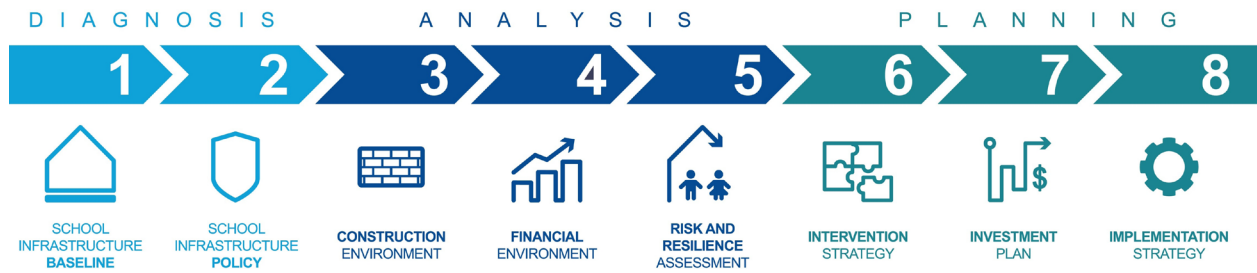 DIAGNOSIS ANALYSIS PLANNING
1 2 3 4 5 6 7 8
SCHOOL
INFRASTRUCTURE
BASELINE
SCHOOL
INFRASTRUCTURE
POLICY
CONSTRUCTION
ENVIRONMENT
FINANCIAL
ENVIRONMENT
RISK AND
RESILIENCE
ASSESSMENT
INTERVENTION
STRATEGY
$
INVESTMENT
PLAN
IMPLEMENTATION
STRATEGY